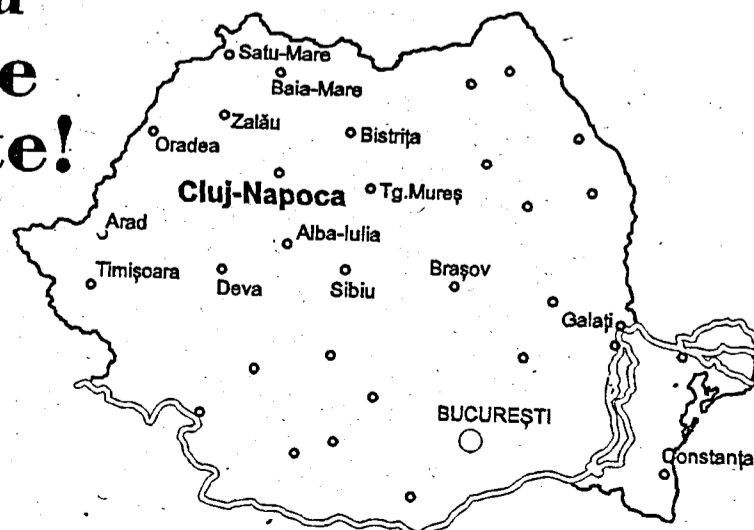 e
te!
Satu-Mare
Baia-Mare
Zalău
Oradea
Bistrița
Cluj-Napoca
Tg.Mureș
Arad
Alba-Iulia
Timișoara
Deva
Sibiu
Brașov
Galați
BUCUREȘTI
Constanța